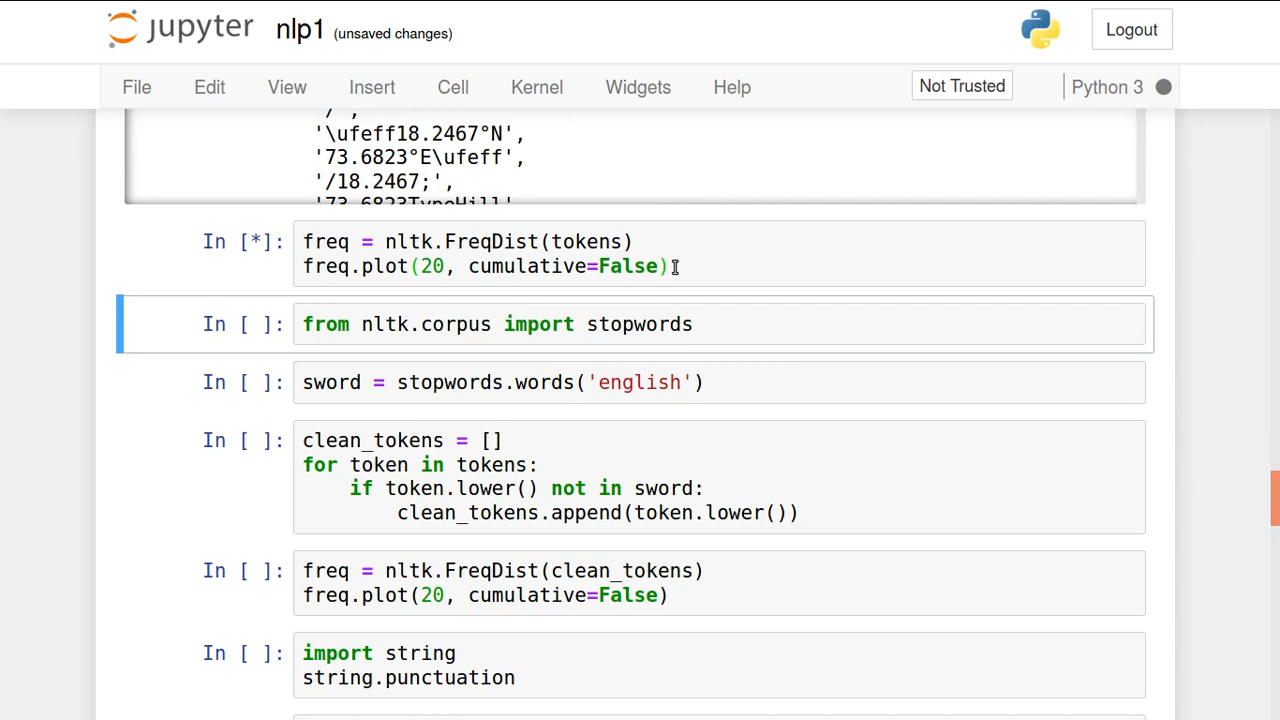 jupyter nlp1 (unsaved changes) Logout
File Edit View Insert Cell Kernel Widgets Help Not Trusted Python 3
'/',
'\ufeff18.2467°N',
'73.6823°E\ufeff',
'/18.2467;',
'73.6823TypeHill'
In [*]: freq = nltk.FreqDist(tokens)
freq.plot(20, cumulative=False)
In [ ]: from nltk.corpus import stopwords
In [ ]: sword = stopwords.words('english')
In [ ]: clean_tokens = []
for token in tokens:
    if token.lower() not in sword:
        clean_tokens.append(token.lower())
In [ ]: freq = nltk.FreqDist(clean_tokens)
freq.plot(20, cumulative=False)
In [ ]: import string
string.punctuation